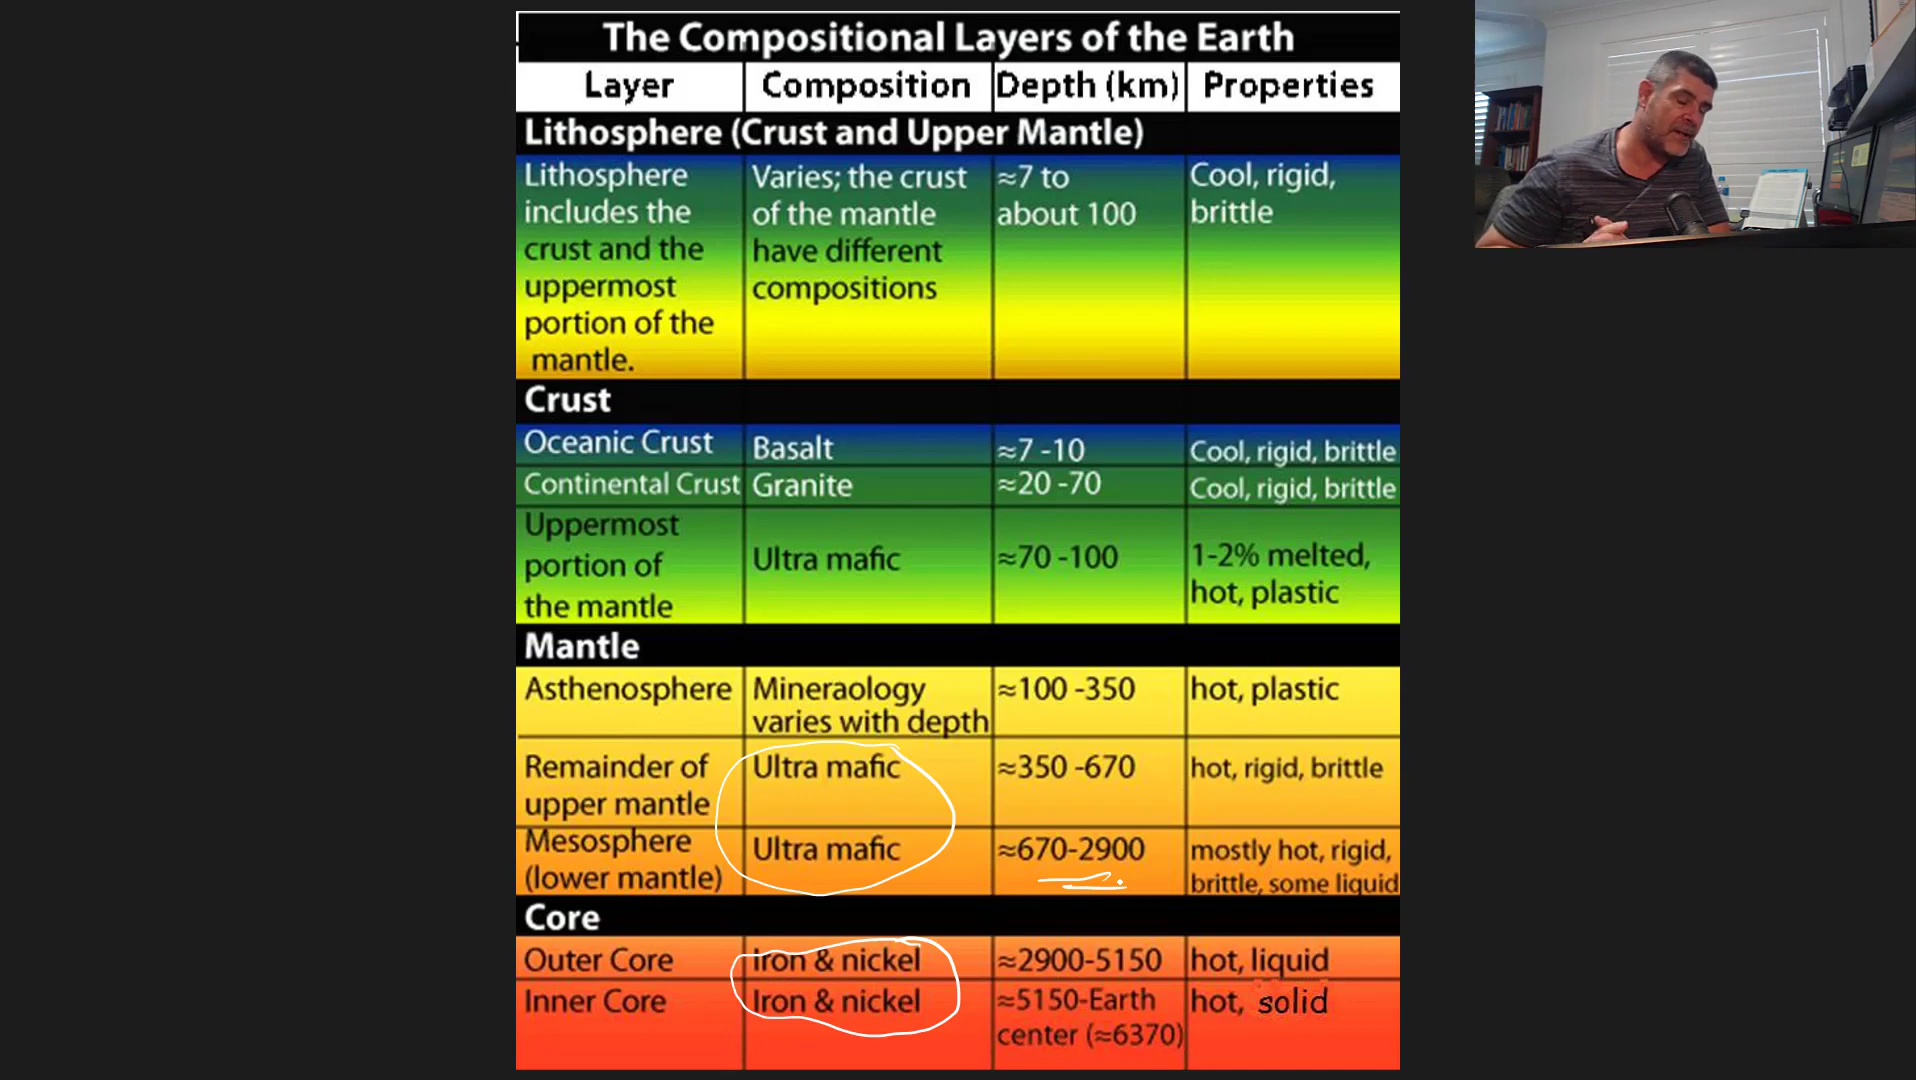 The Compositional Layers of the Earth
Layer Composition Depth (km) Properties
Lithosphere (Crust and Upper Mantle)
Lithosphere
includes the
crust and the
uppermost
portion of the
mantle.
Varies; the crust
of the mantle
have different
compositions
≈7 to
about 100
Cool, rigid,
brittle
Crust
Oceanic Crust Basalt ≈7 -10 Cool, rigid, brittle
Continental Crust Granite ≈20 -70 Cool, rigid, brittle
Uppermost
portion of
the mantle
Ultra mafic
≈70 -100
1-2% melted,
hot, plastic
Mantle
Asthenosphere
Mineraology
varies with depth
≈100 -350
hot, plastic
Remainder of
upper mantle
Ultra mafic
≈350 -670
hot, rigid, brittle
Mesosphere
(lower mantle)
Ultra mafic
≈670-2900
mostly hot, rigid,
brittle, some liquid
Core
Outer Core Iron & nickel ≈2900-5150 hot, liquid
Inner Core
Iron & nickel
≈5150-Earth
center (≈6370)
hot, solid